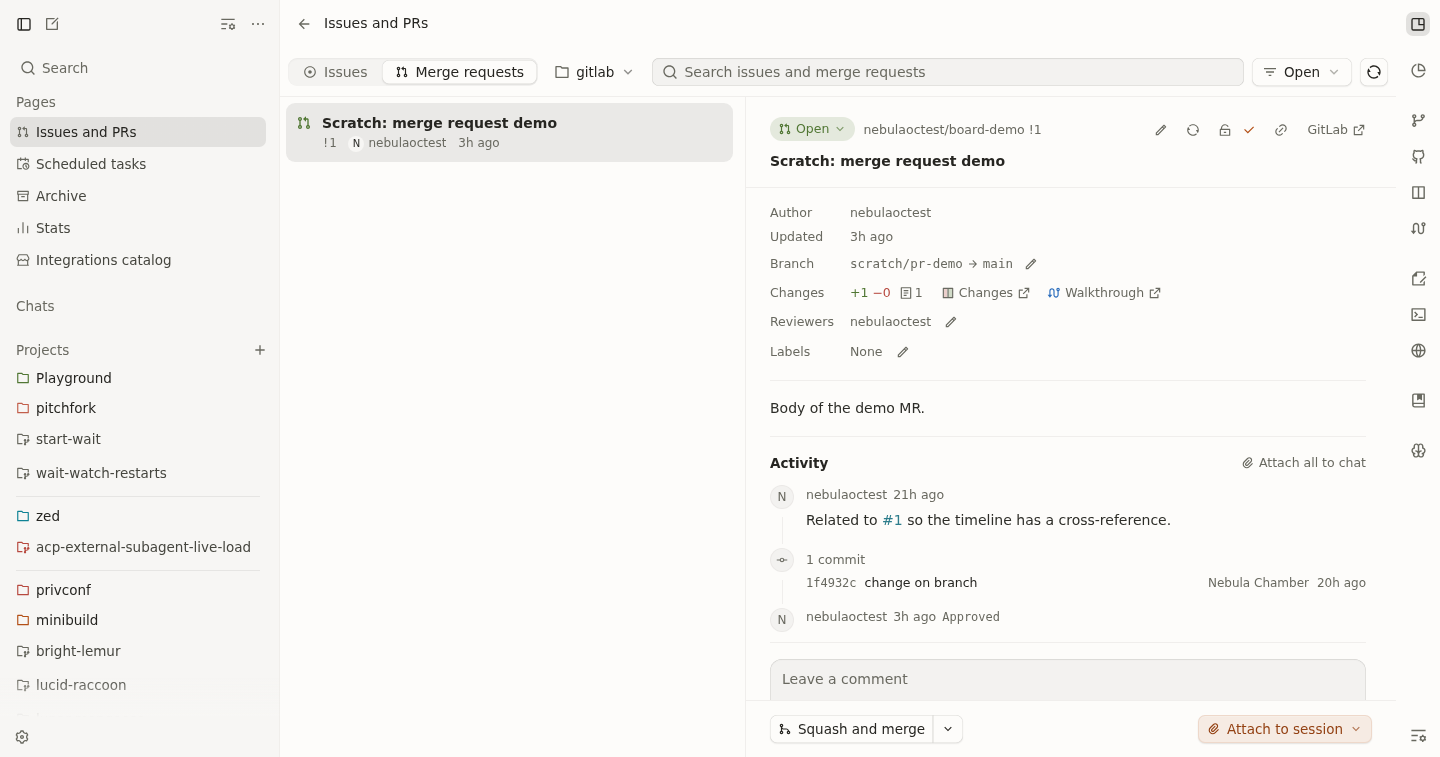 Issues and PRs
Search
Pages
Issues and PRs
Scheduled tasks
Archive
Stats
Integrations catalog
Chats
Projects
Playground
pitchfork
start-wait
wait-watch-restarts
zed
acp-external-subagent-live-load
privconf
minibuild
bright-lemur
lucid-raccoon
Issues
Merge requests
gitlab
Search issues and merge requests
Open
Scratch: merge request demo
!1 N nebulaoctest 3h ago
Open nebulaoctest/board-demo !1 GitLab
Scratch: merge request demo
Author nebulaoctest
Updated 3h ago
Branch scratch/pr-demo → main
Changes +1 −0 1 Changes Walkthrough
Reviewers nebulaoctest
Labels None
Body of the demo MR.
Activity Attach all to chat
N nebulaoctest 21h ago
Related to #1 so the timeline has a cross-reference.
1 commit
1f4932c change on branch Nebula Chamber 20h ago
N nebulaoctest 3h ago Approved
Leave a comment
Squash and merge Attach to session